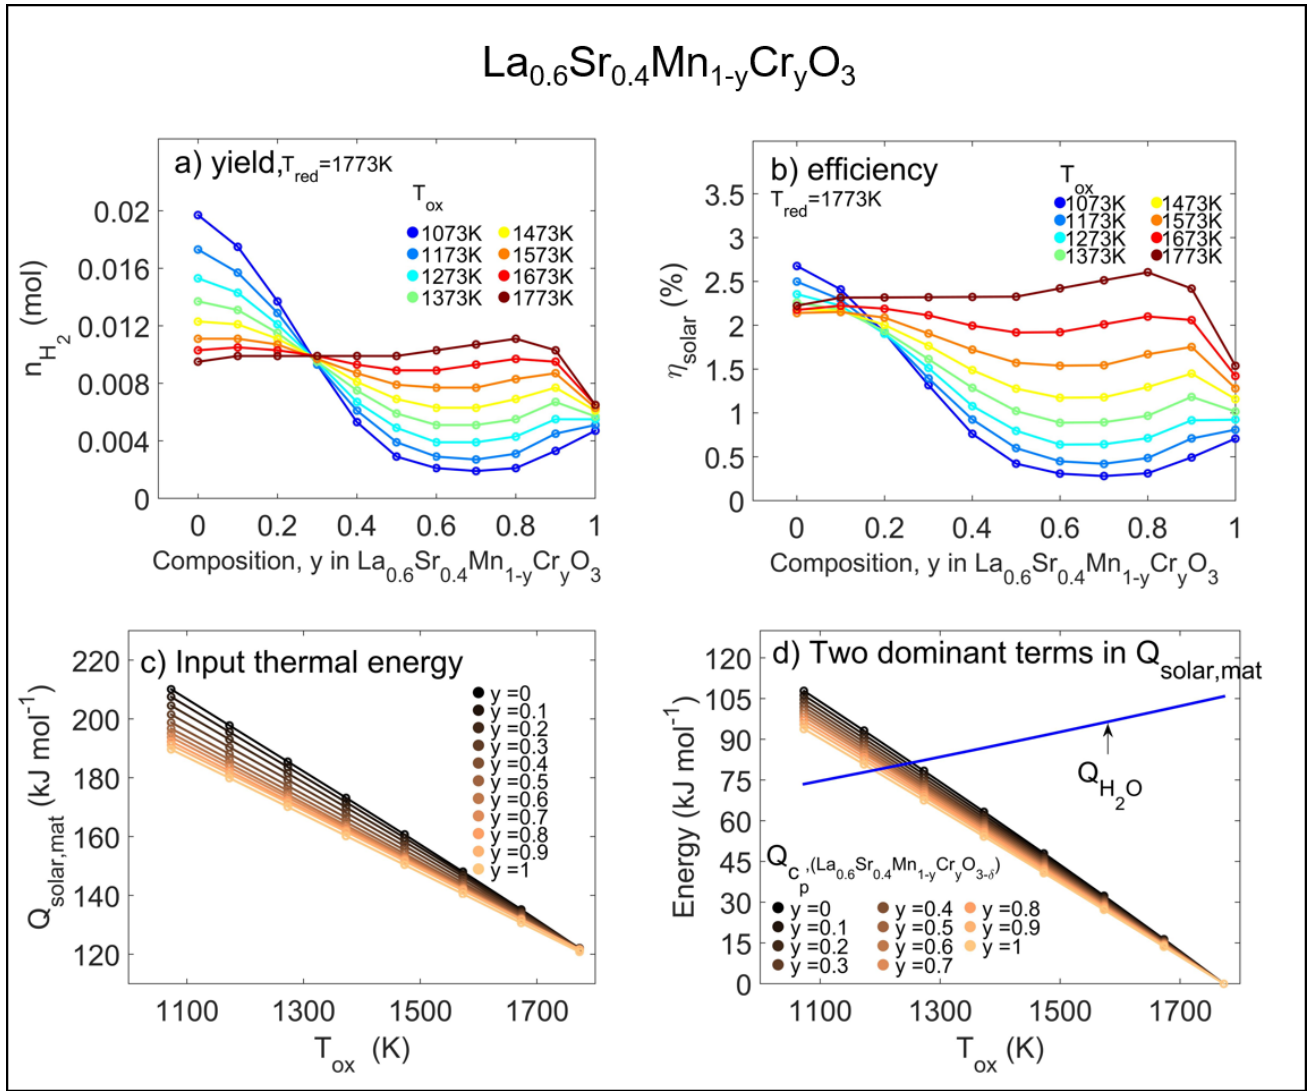 La0.6Sr0.4Mn1-yCryO3
a) yield, Tred=1773K
Tox
1073K
1173K
1273K
1373K
1473K
1573K
1673K
1773K
nH2 (mol)
0.02
0.016
0.012
0.008
0.004
0
0 0.2 0.4 0.6 0.8 1
Composition, y in La0.6Sr0.4Mn1-yCryO3
b) efficiency
Tred=1773K
Tox
1073K
1173K
1273K
1373K
1473K
1573K
1673K
1773K
ηsolar (%)
3.5
3
2.5
2
1.5
1
0.5
0
0 0.2 0.4 0.6 0.8 1
Composition, y in La0.6Sr0.4Mn1-yCryO3
c) Input thermal energy
Qsolar,mat (kJ mol-1)
220
200
180
160
140
120
y =0
y =0.1
y =0.2
y =0.3
y =0.4
y =0.5
y =0.6
y =0.7
y =0.8
y =0.9
y =1
1100 1300 1500 1700
Tox (K)
d) Two dominant terms in Qsolar,mat
Energy (kJ mol-1)
120
105
90
75
60
45
30
15
0
QH2O
Qcp,(La0.6Sr0.4Mn1-yCryO3-δ)
y =0
y =0.1
y =0.2
y =0.3
y =0.4
y =0.5
y =0.6
y =0.7
y =0.8
y =0.9
y =1
1100 1300 1500 1700
Tox (K)